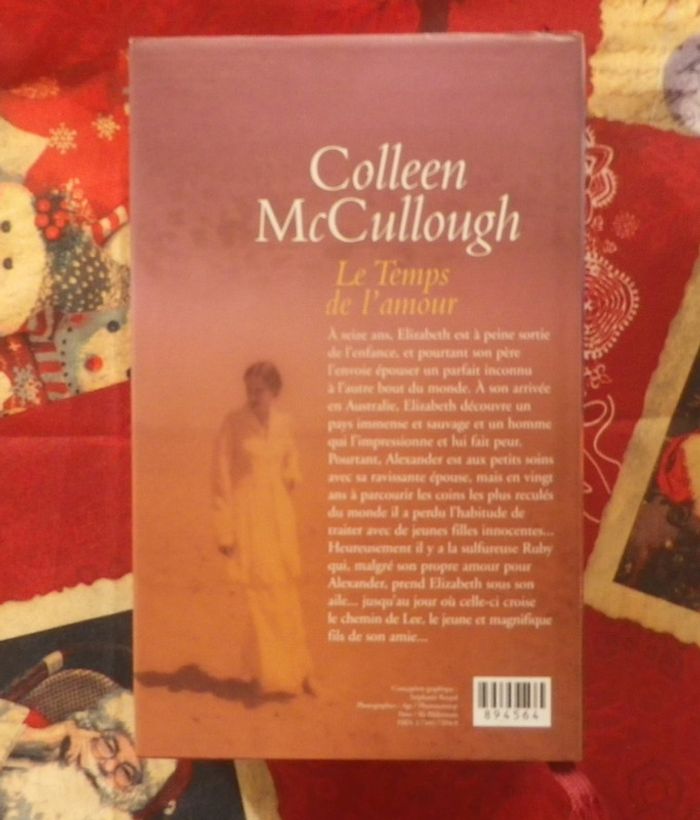 Colleen
McCullough
Le Temps
de l'amour
À seize ans, Elizabeth est à peine sortie
de l'enfance, et pourtant son père
l'envoie épouser un parfait inconnu
à l'autre bout du monde. À son arrivée
en Australie, Elizabeth découvre un
pays immense et sauvage et un homme
qui l'impressionne et lui fait peur.
Pourtant, Alexander est aux petits soins
avec sa ravissante épouse, mais en vingt
ans à parcourir les coins les plus reculés
du monde il a perdu l'habitude de
traiter avec de jeunes filles innocentes...
Heureusement il y a la sulfureuse Ruby
qui, malgré son propre amour pour
Alexander, prend Elizabeth sous son
aile... jusqu'au jour où celle-ci croise
le chemin de Lee, le jeune et magnifique
fils de son amie...
Conception graphique :
Photographies :
894564